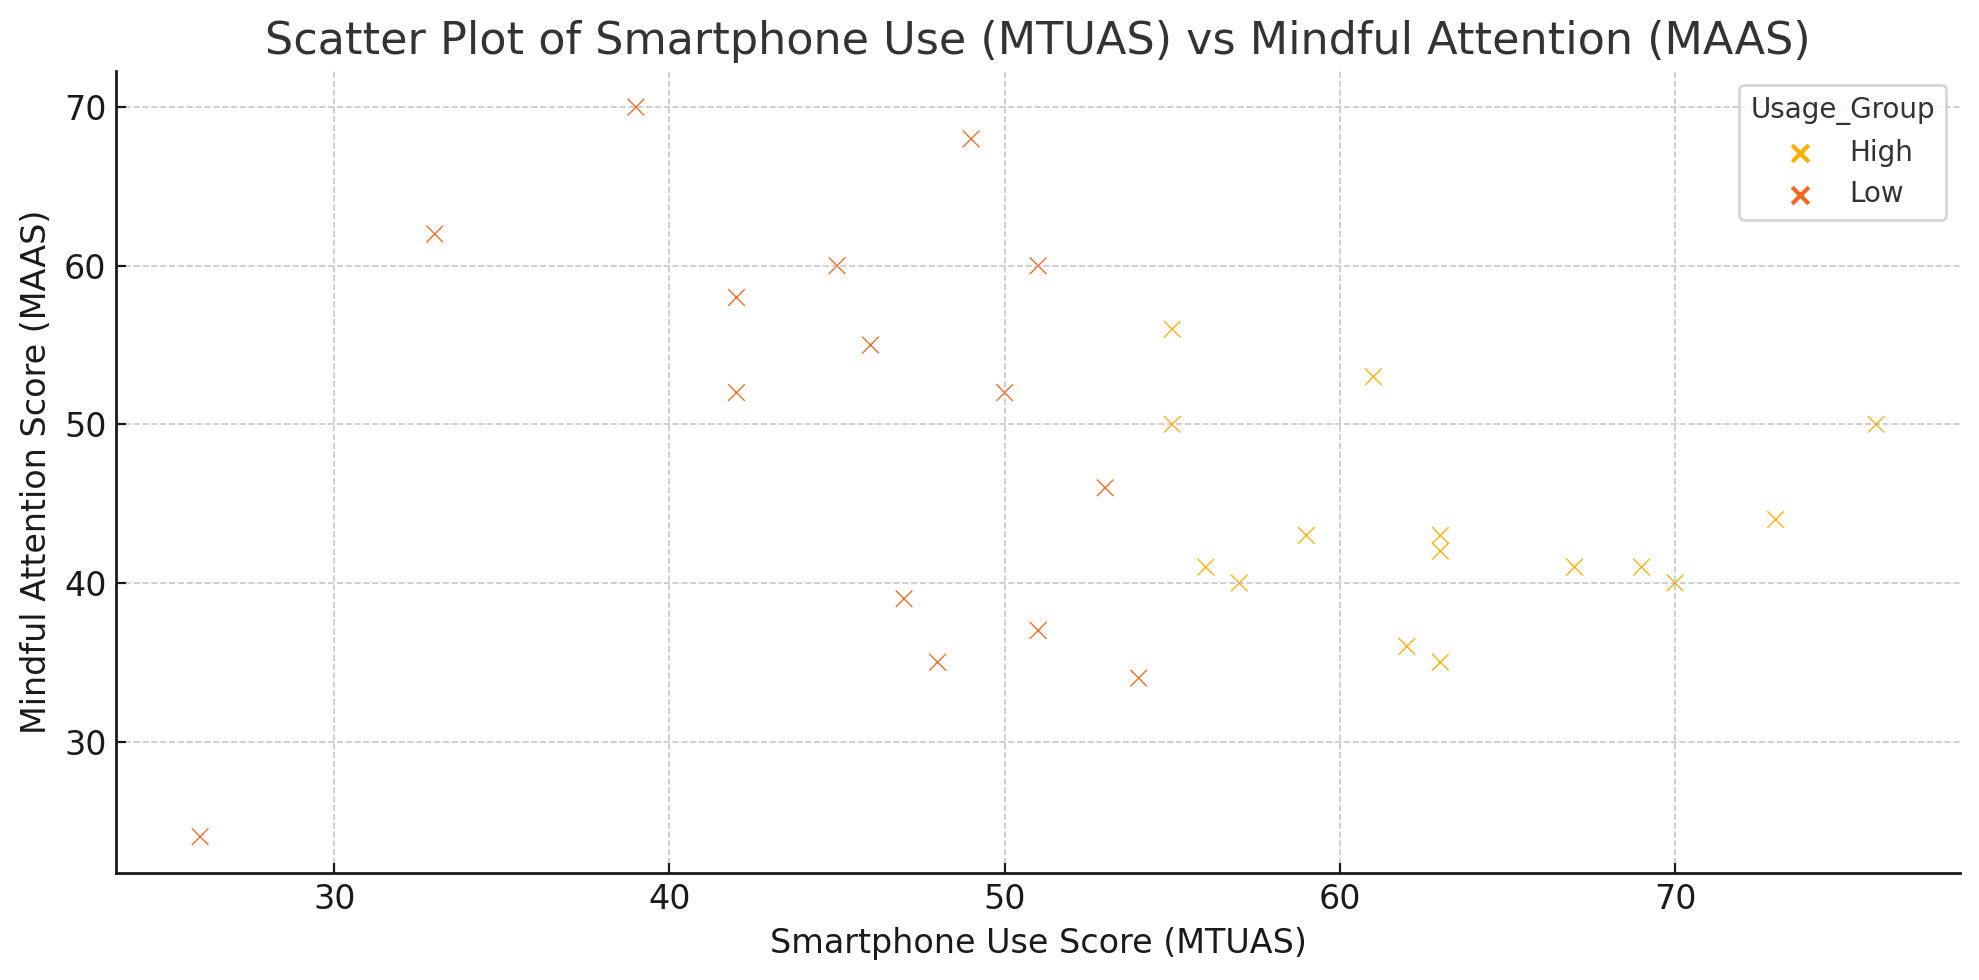 Scatter Plot of Smartphone Use (MTUAS) vs Mindful Attention (MAAS)
Usage_Group
High
Low
Mindful Attention Score (MAAS)
70
60
50
40
30
30
40
50
60
70
Smartphone Use Score (MTUAS)